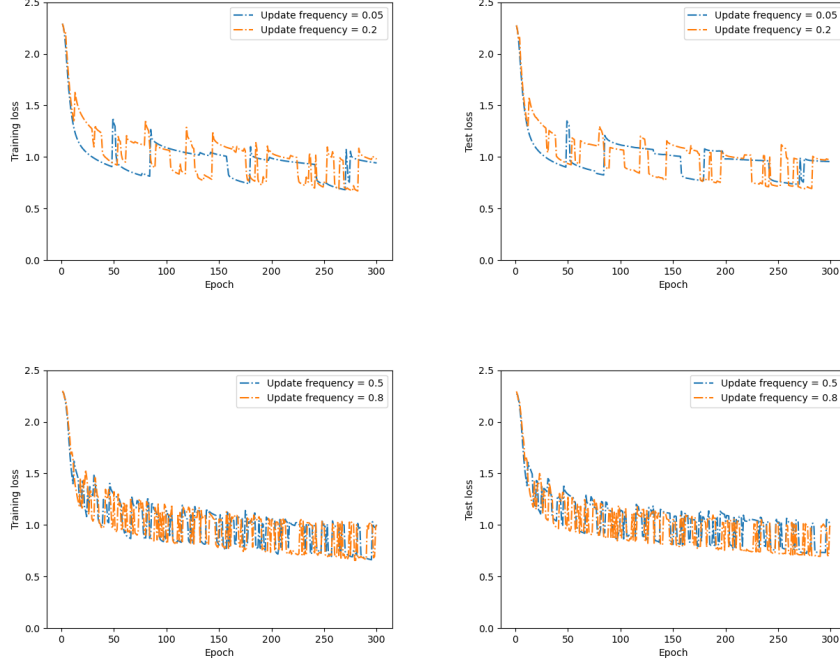 2.5
2.0
1.5
1.0
0.5
0.0
Training loss
0 50 100 150 200 250 300
Epoch
Update frequency = 0.05
Update frequency = 0.2
2.5
2.0
1.5
1.0
0.5
0.0
Test loss
0 50 100 150 200 250 300
Epoch
Update frequency = 0.05
Update frequency = 0.2
2.5
2.0
1.5
1.0
0.5
0.0
Training loss
0 50 100 150 200 250 300
Epoch
Update frequency = 0.5
Update frequency = 0.8
2.5
2.0
1.5
1.0
0.5
0.0
Test loss
0 50 100 150 200 250 300
Epoch
Update frequency = 0.5
Update frequency = 0.8